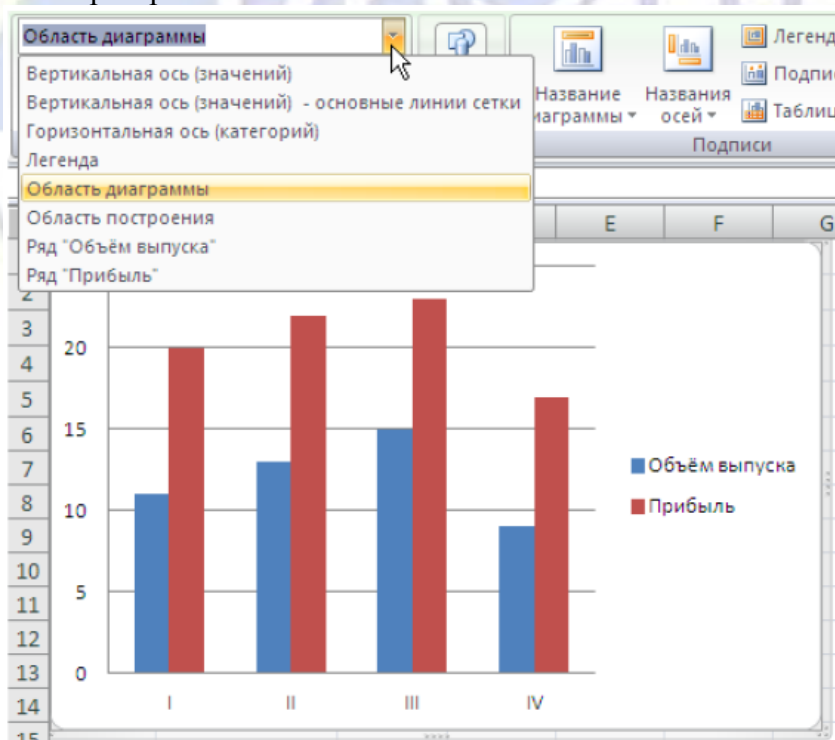 Область диаграммы
Вертикальная ось (значений)
Вертикальная ось (значений) - основные линии сетки
Горизонтальная ось (категорий)
Легенда
Область диаграммы
Область построения
Ряд "Объём выпуска"
Ряд "Прибыль"
Название
диаграммы
Названия
осей
Легенд
Подпис
Таблиц
Подписи
E F G
2
3
4
5
6
7
8
9
10
11
12
13
14
15
20
15
10
5
0
I II III IV
Объём выпуска
Прибыль